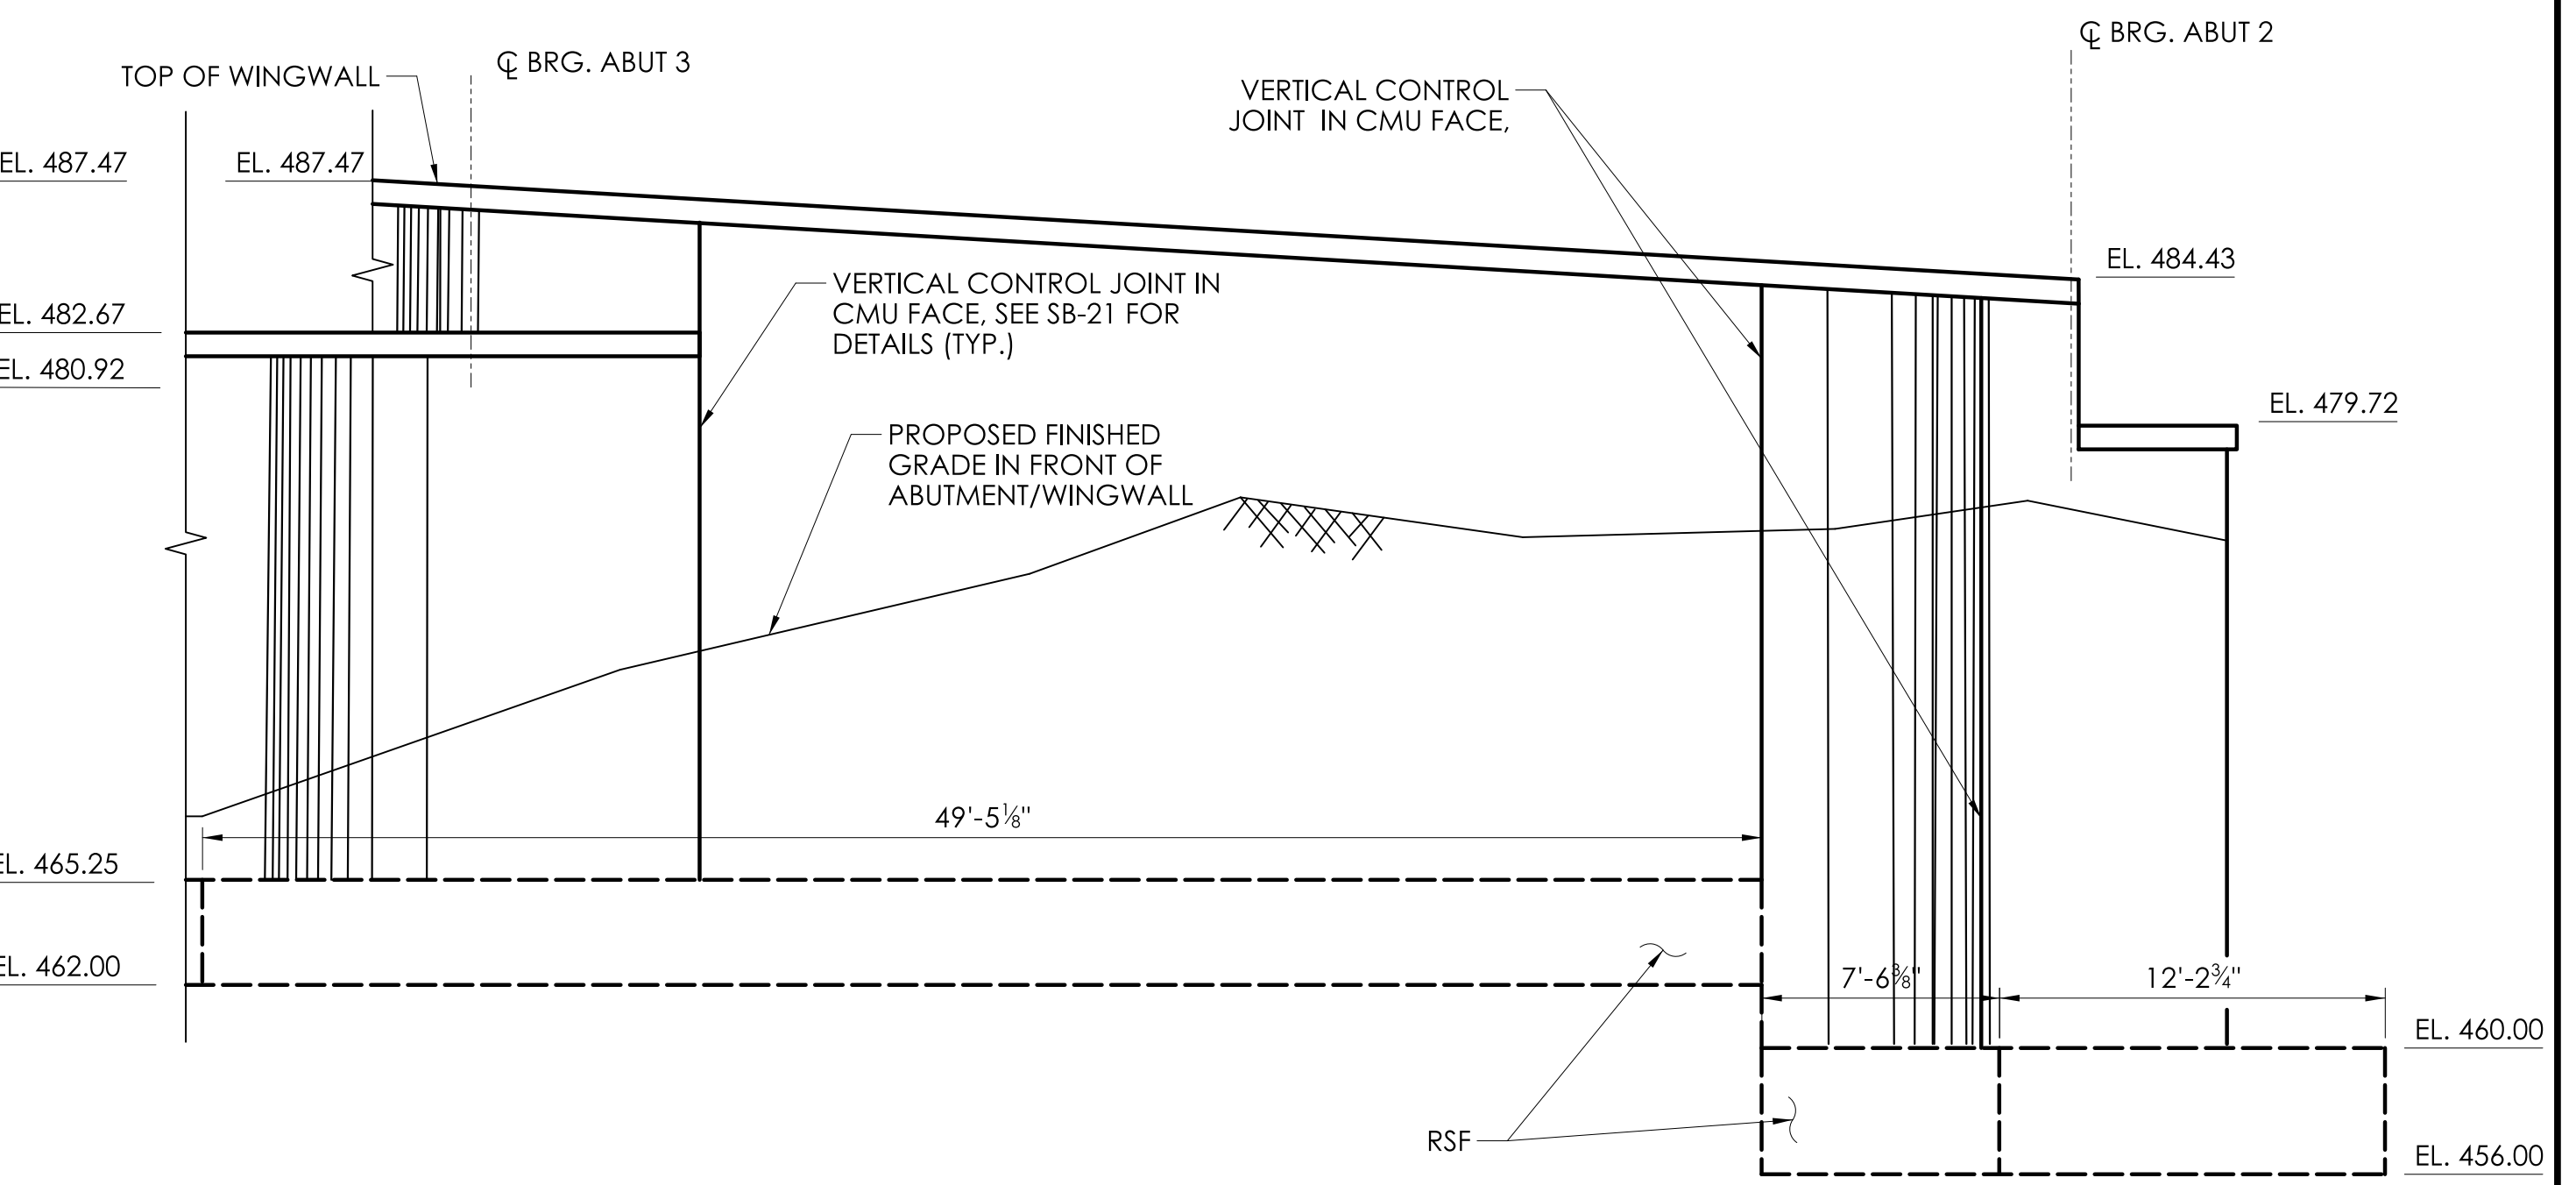 ℄ BRG. ABUT 2
℄ BRG. ABUT 3
TOP OF WINGWALL
VERTICAL CONTROL
JOINT IN CMU FACE,
EL. 487.47
EL. 487.47
EL. 484.43
VERTICAL CONTROL JOINT IN
CMU FACE, SEE SB-21 FOR
DETAILS (TYP.)
EL. 482.67
EL. 480.92
EL. 479.72
PROPOSED FINISHED
GRADE IN FRONT OF
ABUTMENT/WINGWALL
49'-5⅛"
EL. 465.25
EL. 462.00
7'-6⅜"
12'-2¾"
EL. 460.00
RSF
EL. 456.00